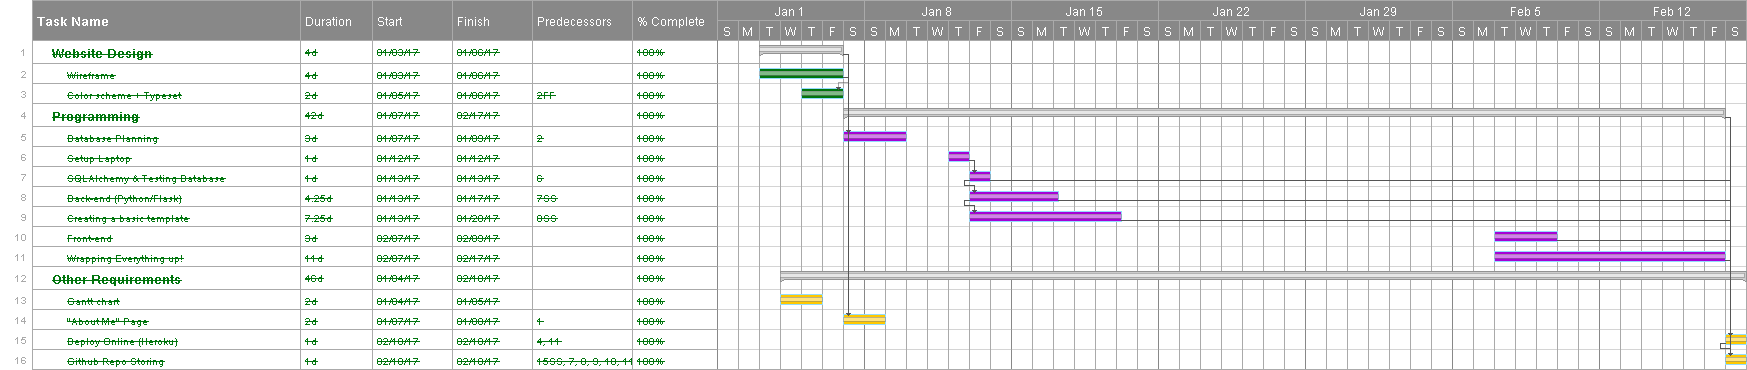 Task Name Duration Start Finish Predecessors % Complete Jan 1 Jan 8 Jan 15 Jan 22 Jan 29 Feb 5 Feb 12
S M T W T F S S M T W T F S S M T W T F S S M T W T F S S M T W T F S S M T W T F S S M T W T F S
1 Website Design 4d 01/03/17 01/06/17 100%
2 Wireframe 4d 01/03/17 01/06/17 100%
3 Color scheme + Typeset 2d 01/05/17 01/06/17 2FF 100%
4 Programming 42d 01/07/17 02/17/17 100%
5 Database Planning 3d 01/07/17 01/09/17 2 100%
6 Setup Laptop 1d 01/12/17 01/12/17 100%
7 SQLAlchemy & Testing Database 1d 01/13/17 01/13/17 6 100%
8 Back-end (Python/Flask) 4.25d 01/13/17 01/17/17 7SS 100%
9 Creating a basic template 7.25d 01/13/17 01/20/17 8SS 100%
10 Front-end 3d 02/07/17 02/09/17 100%
11 Wrapping Everything up! 11d 02/07/17 02/17/17 100%
12 Other Requirements 46d 01/04/17 02/18/17 100%
13 Gantt chart 2d 01/04/17 01/05/17 100%
14 "About Me" Page 2d 01/07/17 01/08/17 1 100%
15 Deploy Online (Heroku) 1d 02/18/17 02/18/17 4, 11 100%
16 Github Repo Storing 1d 02/18/17 02/18/17 15SS, 7, 8, 9, 10, 11 100%